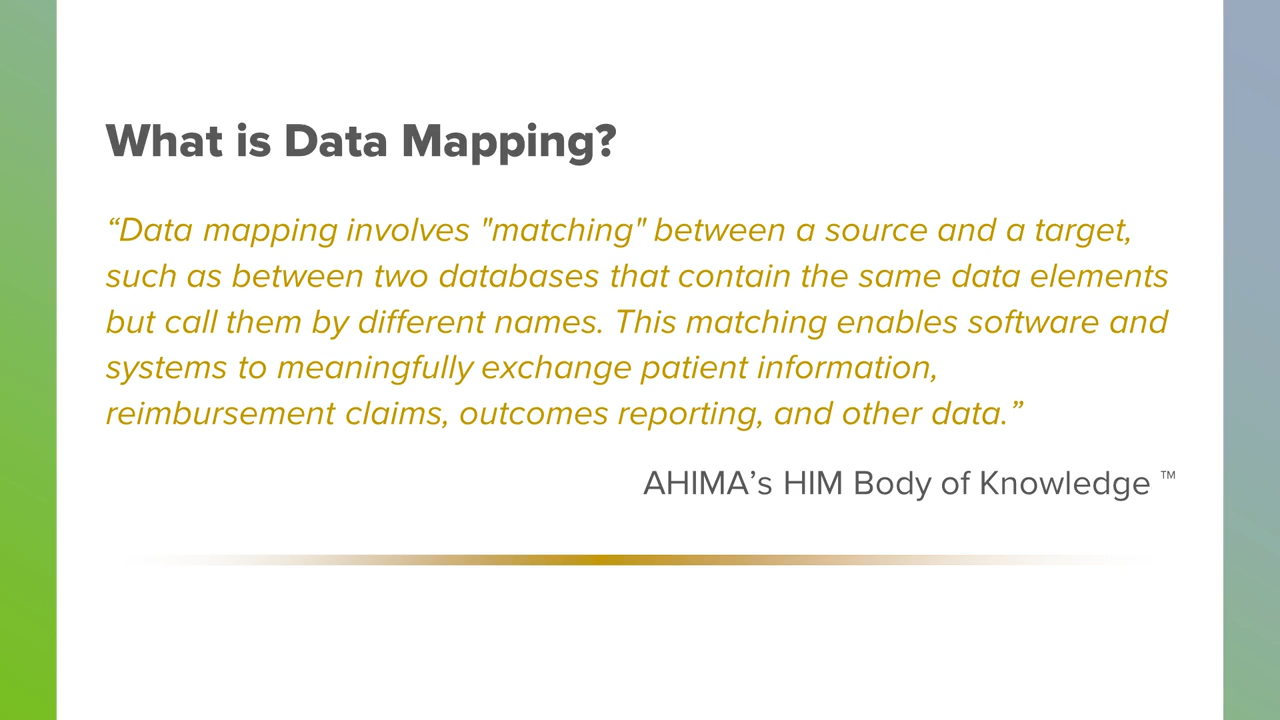 What is Data Mapping?
“Data mapping involves "matching" between a source and a target,
such as between two databases that contain the same data elements
but call them by different names. This matching enables software and
systems to meaningfully exchange patient information,
reimbursement claims, outcomes reporting, and other data.”
AHIMA’s HIM Body of Knowledge ™